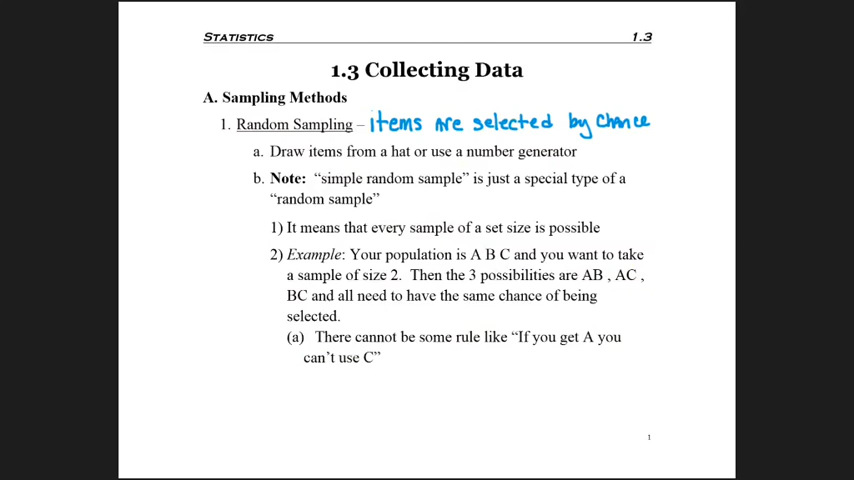 STATISTICS 1.3
1.3 Collecting Data
A. Sampling Methods
1. Random Sampling – items are selected by chance
a. Draw items from a hat or use a number generator
b. Note: “simple random sample” is just a special type of a
“random sample”
1) It means that every sample of a set size is possible
2) Example: Your population is A B C and you want to take
a sample of size 2. Then the 3 possibilities are AB , AC ,
BC and all need to have the same chance of being
selected.
(a) There cannot be some rule like “If you get A you
can’t use C”
1